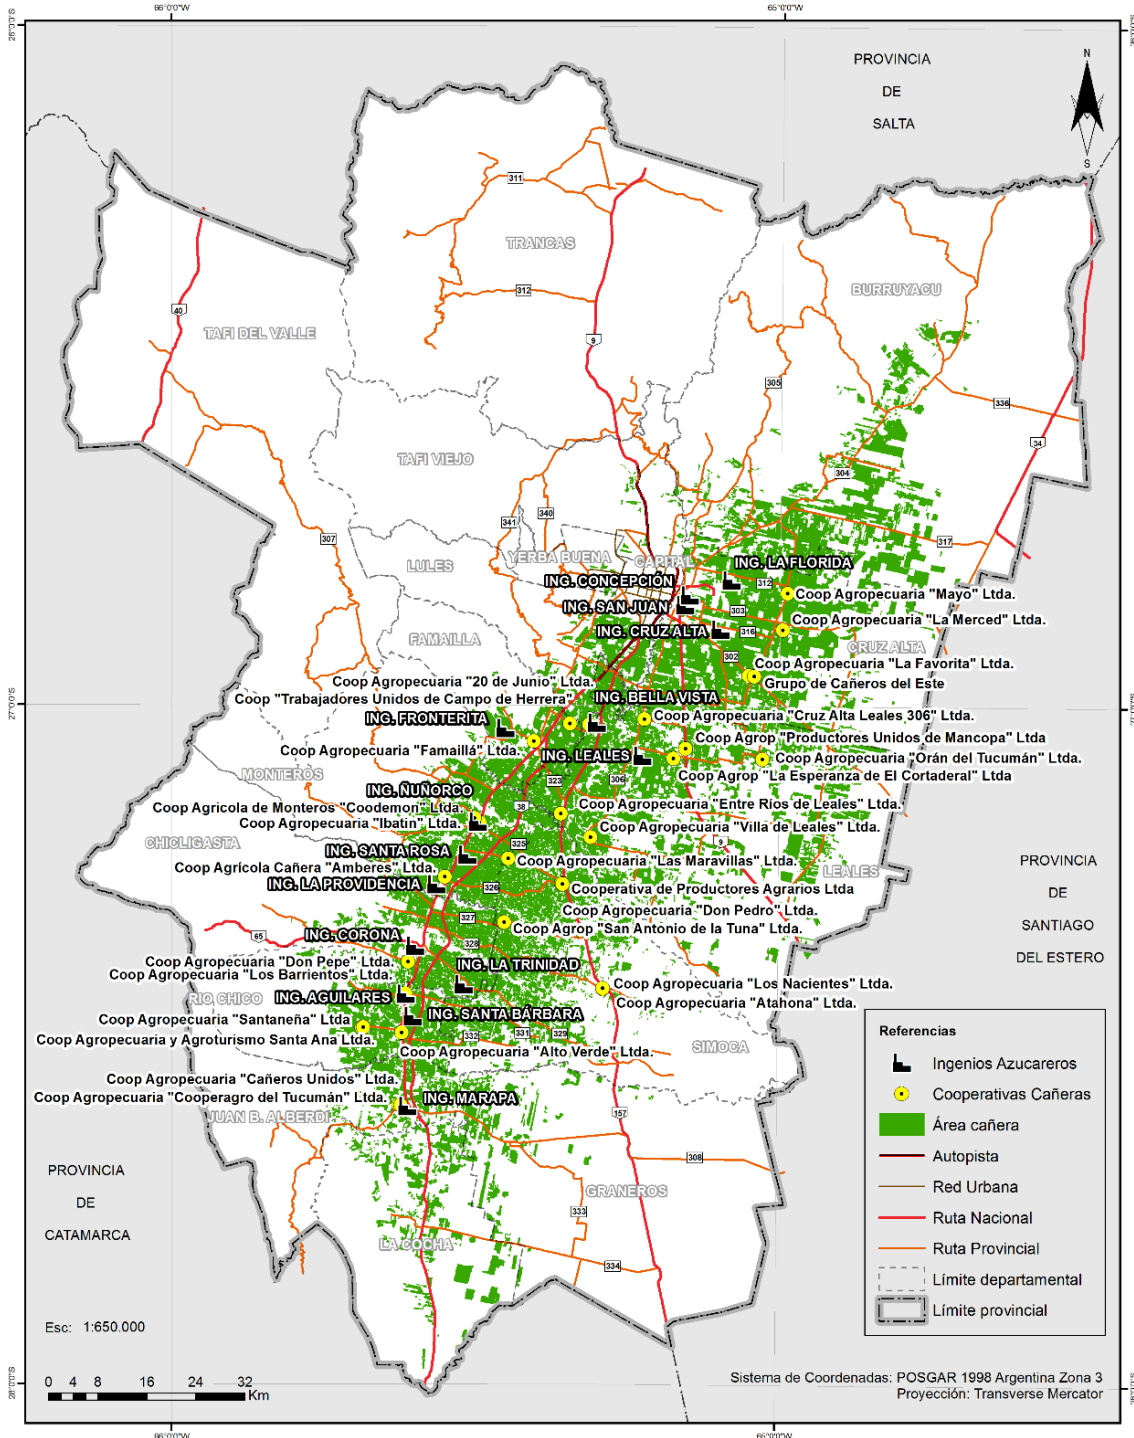 66°0'0"W
65°0'0"W
PROVINCIA
DE
SALTA
N
S
311
TRANCAS
312
BURRUYACU
40
TAFI DEL VALLE
9
305
336
34
TAFI VIEJO
304
340
341
307
317
YERBA BUENA
CAPITAL
LULES
ING. LA FLORIDA
ING. CONCEPCIÓN
312
Coop Agropecuaria "Mayo" Ltda.
ING. SAN JUAN
303
Coop Agropecuaria "La Merced" Ltda.
ING. CRUZ ALTA
316
FAMAILLA
CRUZ ALTA
302
Coop Agropecuaria "La Favorita" Ltda.
Coop Agropecuaria "20 de Junio" Ltda.
Grupo de Cañeros del Este
Coop "Trabajadores Unidos de Campo de Herrera"
ING. BELLA VISTA
27°0'0"S
ING. FRONTERITA
Coop Agropecuaria "Cruz Alta Leales 306" Ltda.
Coop Agrop "Productores Unidos de Mancopa" Ltda
Coop Agropecuaria "Famaillá" Ltda.
ING. LEALES
Coop Agropecuaria "Orán del Tucumán" Ltda.
MONTEROS
Coop Agrop "La Esperanza de El Cortaderal" Ltda
323
306
ING. ÑUÑORCO
Coop Agricola de Monteros "Coodemon" Ltda.
38
Coop Agropecuaria "Entre Ríos de Leales" Ltda.
Coop Agropecuaria "Ibatin" Ltda.
Coop Agropecuaria "Villa de Leales" Ltda.
CHICLIGASTA
325
9
ING. SANTA ROSA
Coop Agropecuaria "Las Maravillas" Ltda.
Coop Agrícola Cañera "Amberes" Ltda.
LEALES
ING. LA PROVIDENCIA
326
Cooperativa de Productores Agrarios Ltda
PROVINCIA
DE
SANTIAGO
DEL ESTERO
327
Coop Agropecuaria "Don Pedro" Ltda.
Coop Agrop "San Antonio de la Tuna" Ltda.
65
ING. CORONA
328
Coop Agropecuaria "Don Pepe" Ltda.
ING. LA TRINIDAD
Coop Agropecuaria "Los Barrientos" Ltda.
Coop Agropecuaria "Los Nacientes" Ltda.
RIO CHICO
ING. AGUILARES
Coop Agropecuaria "Atahona" Ltda.
ING. SANTA BÁRBARA
Coop Agropecuaria "Santaneña" Ltda
332
331
329
Coop Agropecuaria y Agroturismo Santa Ana Ltda.
SIMOCA
Coop Agropecuaria "Alto Verde" Ltda.
Coop Agropecuaria "Cañeros Unidos" Ltda.
Coop Agropecuaria "Cooperagro del Tucumán" Ltda.
ING. MARAPA
JUAN B. ALBERDI
157
308
PROVINCIA
DE
CATAMARCA
GRANEROS
333
LA COCHA
334
Referencias
Ingenios Azucareros
Cooperativas Cañeras
Área cañera
Autopista
Red Urbana
Ruta Nacional
Ruta Provincial
Límite departamental
Límite provincial
Esc: 1:650.000
0 2 4 8 16 24 32
Km
Sistema de Coordenadas: POSGAR 1998 Argentina Zona 3
Proyección: Transverse Mercator
28°0'0"S
66°0'0"W
65°0'0"W